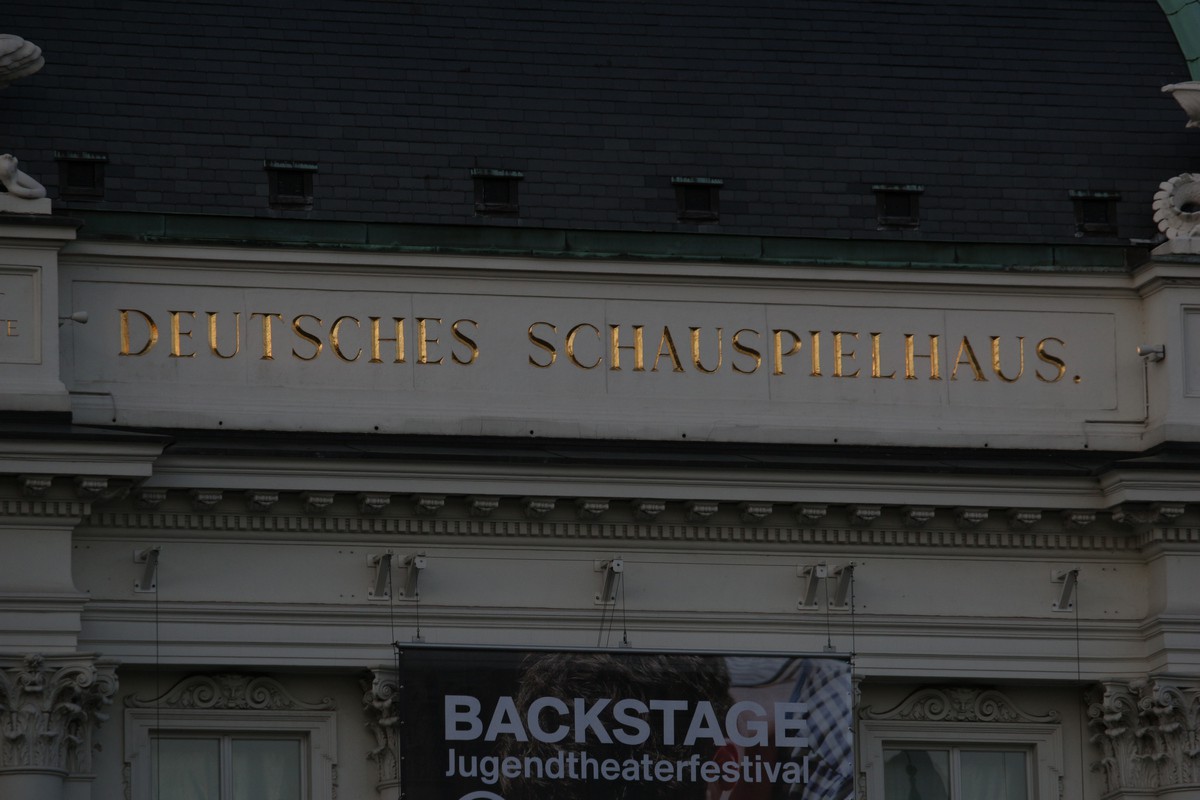 DEUTSCHES SCHAUSPIELHAUS.
BACKSTAGE
Jugendtheaterfestival